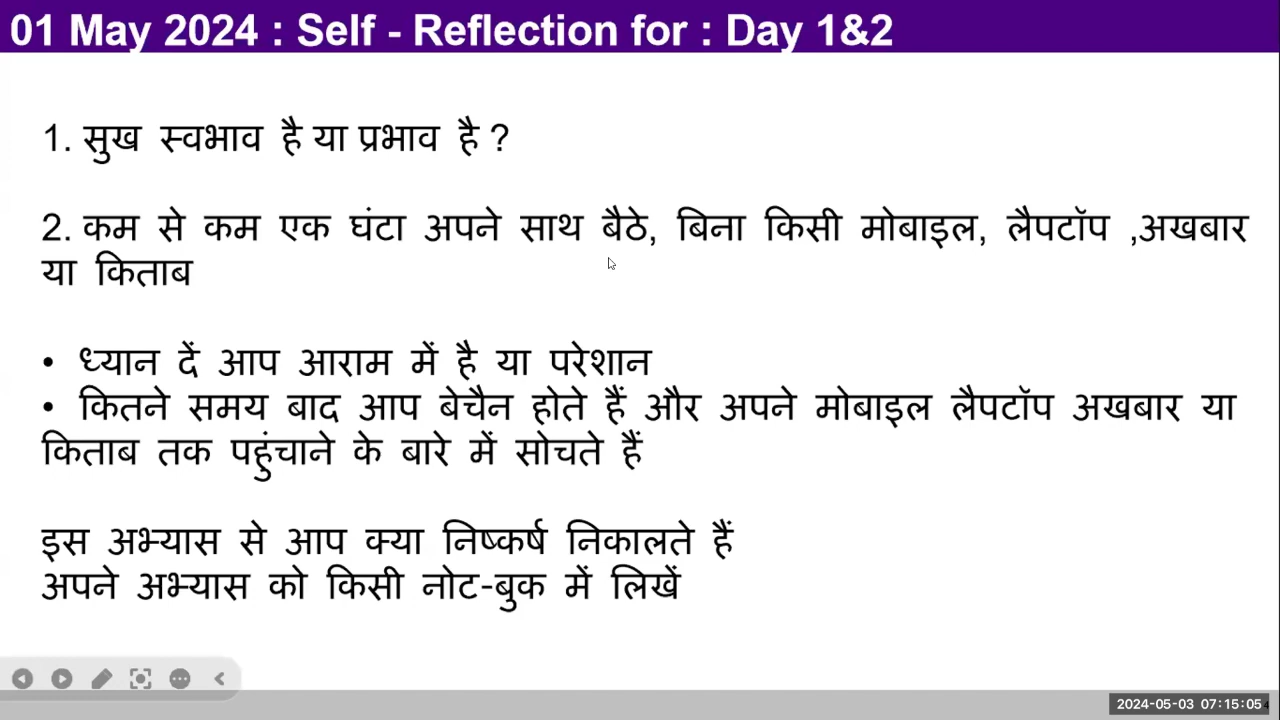 01 May 2024 : Self - Reflection for : Day 1&2
1. सुख स्वभाव है या प्रभाव है ?
2. कम से कम एक घंटा अपने साथ बैठे, बिना किसी मोबाइल, लैपटॉप ,अखबार
या किताब
• ध्यान दें आप आराम में है या परेशान
• कितने समय बाद आप बेचैन होते हैं और अपने मोबाइल लैपटॉप अखबार या
किताब तक पहुंचाने के बारे में सोचते हैं
इस अभ्यास से आप क्या निष्कर्ष निकालते हैं
अपने अभ्यास को किसी नोट-बुक में लिखें
2024-05-03 07:15:05